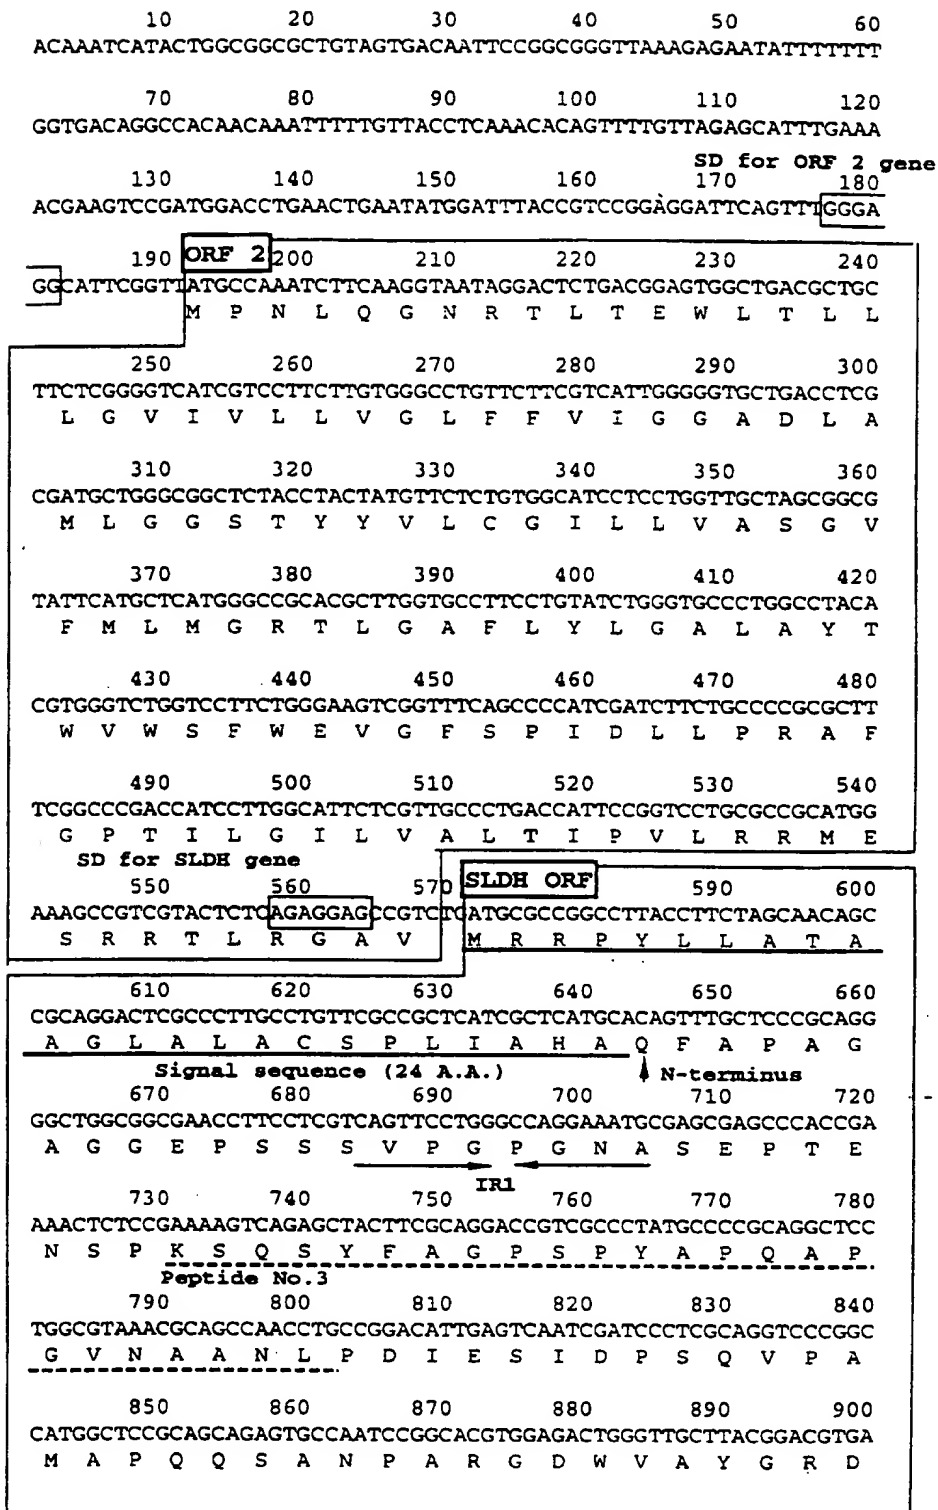 10 20 30 40 50 60
ACAAATCATACTGGCGGCGCTGTAGTGACAATTCCGGCGGGTTAAAGAGAATATTTTTTT
70 80 90 100 110 120
GGTGACAGGCCACAACAAATTTTTGTTACCTCAAACACAGTTTTGTTAGAGCATTTGAAA
SD for ORF 2 gene
130 140 150 160 170 180
ACGAAGTCCGATGGACCTGAACTGAATATGGATTTACCGTCCGGAGGATTCAGTTTGGGA
190 ORF 2 200 210 220 230 240
GGCATTCGGTTATGCCAAATCTTCAAGGTAATAGGACTCTGACGGAGTGGCTGACGCTGC
M P N L Q G N R T L T E W L T L L
250 260 270 280 290 300
TTCTCGGGGTCATCGTCCTTCTTGTGGGCCTGTTCTTCGTCATTGGGGGTGCTGACCTCG
L G V I V L L V G L F F V I G G A D L A
310 320 330 340 350 360
CGATGCTGGGCGGCTCTACCTACTATGTTCTCTGTGGCATCCTCCTGGTTGCTAGCGGCG
M L G G S T Y Y V L C G I L L V A S G V
370 380 390 400 410 420
TATTCATGCTCATGGGCCGCACGCTTGGTGCCTTCCTGTATCTGGGTGCCCTGGCCTACA
F M L M G R T L G A F L Y L G A L A Y T
430 440 450 460 470 480
CGTGGGTCTGGTCCTTCTGGGAAGTCGGTTTCAGCCCCATCGATCTTCTGCCCCGCGCTT
W V W S F W E V G F S P I D L L P R A F
490 500 510 520 530 540
TCGGCCCGACCATCCTTGGCATTCTCGTTGCCCTGACCATTCCGGTCCTGCGCCGCATGG
G P T I L G I L V A L T I P V L R R M E
SD for SLDH gene
550 560 570 SLDH ORF 590 600
AAAGCCGTCGTACTCTCAGAGGAGCCGTCTCATGCGCCGGCCTTACCTTCTAGCAACAGC
S R R T L R G A V M R R P Y L L A T A
610 620 630 640 650 660
CGCAGGACTCGCCCTTGCCTGTTCGCCGCTCATCGCTCATGCACAGTTTGCTCCCGCAGG
A G L A L A C S P L I A H A Q F A P A G
Signal sequence (24 A.A.) N-terminus
670 680 690 700 710 720
GGCTGGCGGCGAACCTTCCTCGTCAGTTCCTGGGCCAGGAAATGCGAGCGAGCCCACCGA
A G G E P S S S V P G P G N A S E P T E
IR1
730 740 750 760 770 780
AAACTCTCCGAAAAGTCAGAGCTACTTCGCAGGACCGTCGCCCTATGCCCCGCAGGCTCC
N S P K S Q S Y F A G P S P Y A P Q A P
Peptide No.3
790 800 810 820 830 840
TGGCGTAAACGCAGCCAACCTGCCGGACATTGAGTCAATCGATCCCTCGCAGGTCCCGGC
G V N A A N L P D I E S I D P S Q V P A
850 860 870 880 890 900
CATGGCTCCGCAGCAGAGTGCCAATCCGGCACGTGGAGACTGGGTTGCTTACGGACGTGA
M A P Q Q S A N P A R G D W V A Y G R D